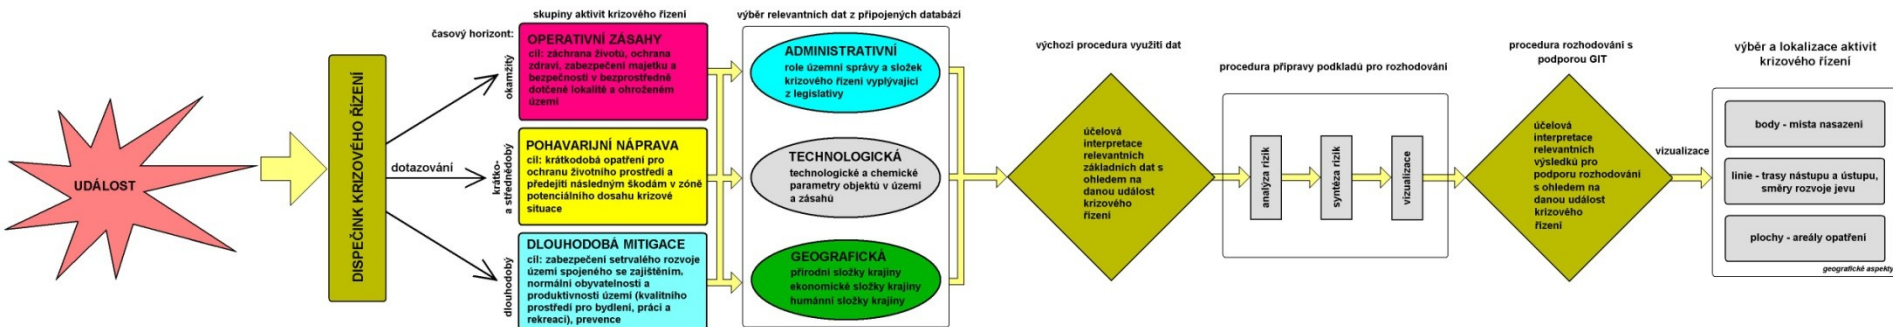 UDÁLOST
DISPEČINK KRIZOVÉHO ŘÍZENÍ
dotazování
časový horizont:
skupiny aktivit krizového řízení
okamžitý
OPERATIVNÍ ZÁSAHY
cíl: záchrana životů, ochrana
zdraví, zabezpečení majetku a
bezpečnosti v bezprostředně
dotčené lokalitě a ohroženém
území
krátko-
a střednědobý
POHAVARIJNÍ NÁPRAVA
cíl: krátkodobá opatření pro
ochranu životního prostředí a
předejití následným škodám v zóně
potenciálního dosahu krizové
situace
dlouhodobý
DLOUHODOBÁ MITIGACE
cíl: zabezpečení setrvalého rozvoje
území spojeného se zajištěním.
normální obyvatelnosti a
produktivnosti území (kvalitního
prostředí pro bydlení, práci a
rekreaci), prevence
výběr relevantních dat z připojených databází
ADMINISTRATIVNÍ
role územní správy a složek
krizového řízení vyplývající
z legislativy
TECHNOLOGICKÁ
technologické a chemické
parametry objektů v území
a zásahů
GEOGRAFICKÁ
přírodní složky krajiny
ekonomické složky krajiny
humánní složky krajiny
výchozí procedura využití dat
účelová
interpretace
relevantních
základních dat s
ohledem na
danou událost
krizového
řízení
procedura přípravy podkladů pro rozhodování
analýza rizik
syntéza rizik
vizualizace
procedura rozhodování s
podporou GIT
účelová
interpretace
relevantních
výsledků pro
podporu rozhodování
s ohledem na
danou událost
krizového
řízení
vizualizace
výběr a lokalizace aktivit
krizového řízení
body - místa nasazení
linie - trasy nástupu a ústupu,
směry rozvoje jevu
plochy - areály opatření
geografické aspekty